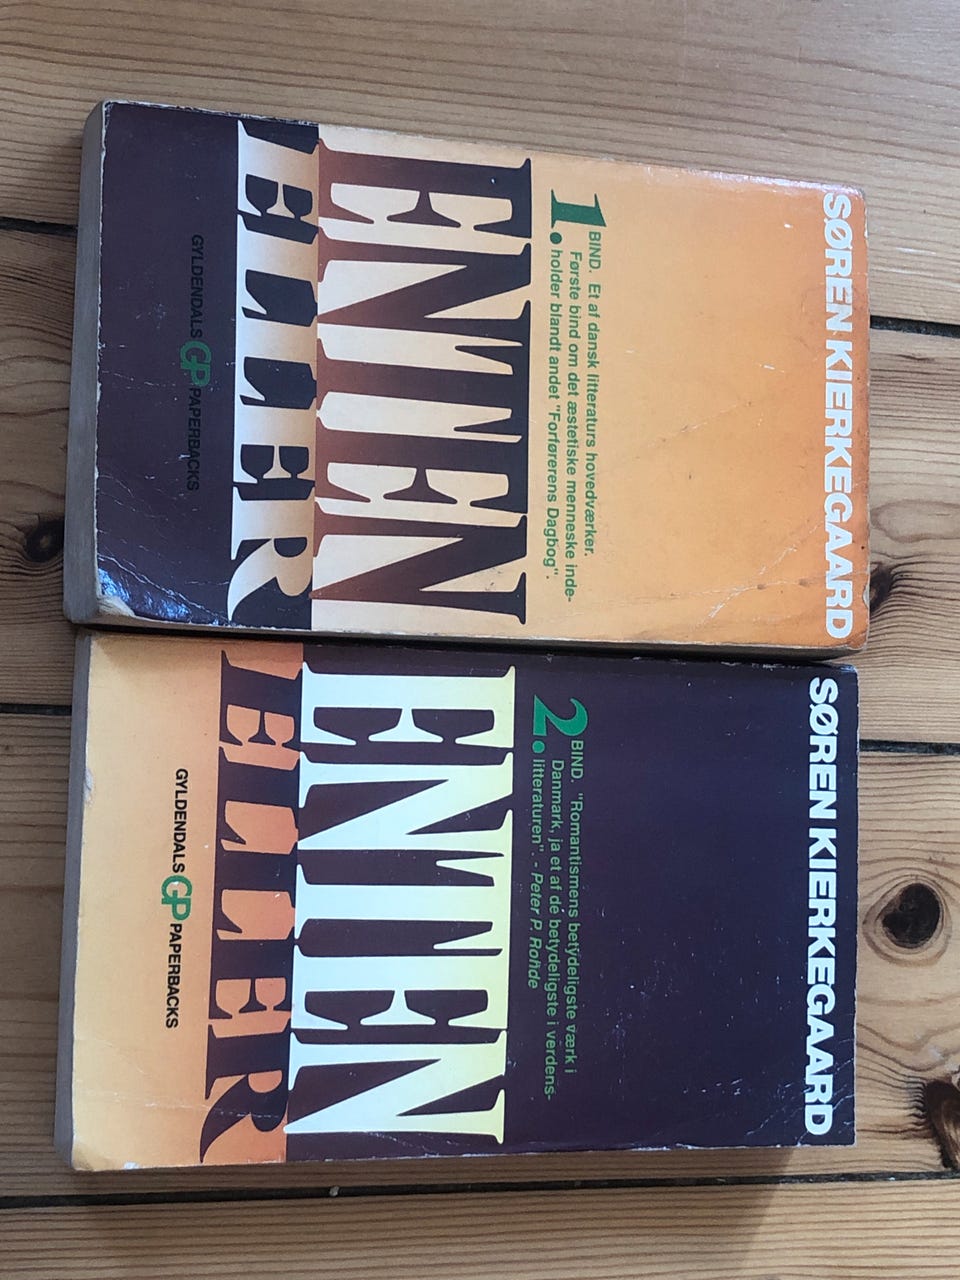 SØREN KIERKEGAARD
1. BIND. Et af dansk litteraturs hovedværker.
Første bind om det æstetiske menneske inde-
holder blandt andet "Forførerens Dagbog".
ENTEN
ELLER
GYLDENDALS GP PAPERBACKS
SØREN KIERKEGAARD
2. BIND. "Romantismens betydeligste værk i
Danmark, ja et af de betydeligste i verdens-
litteraturen". - Peter P. Rohde
ENTEN
ELLER
GYLDENDALS GP PAPERBACKS